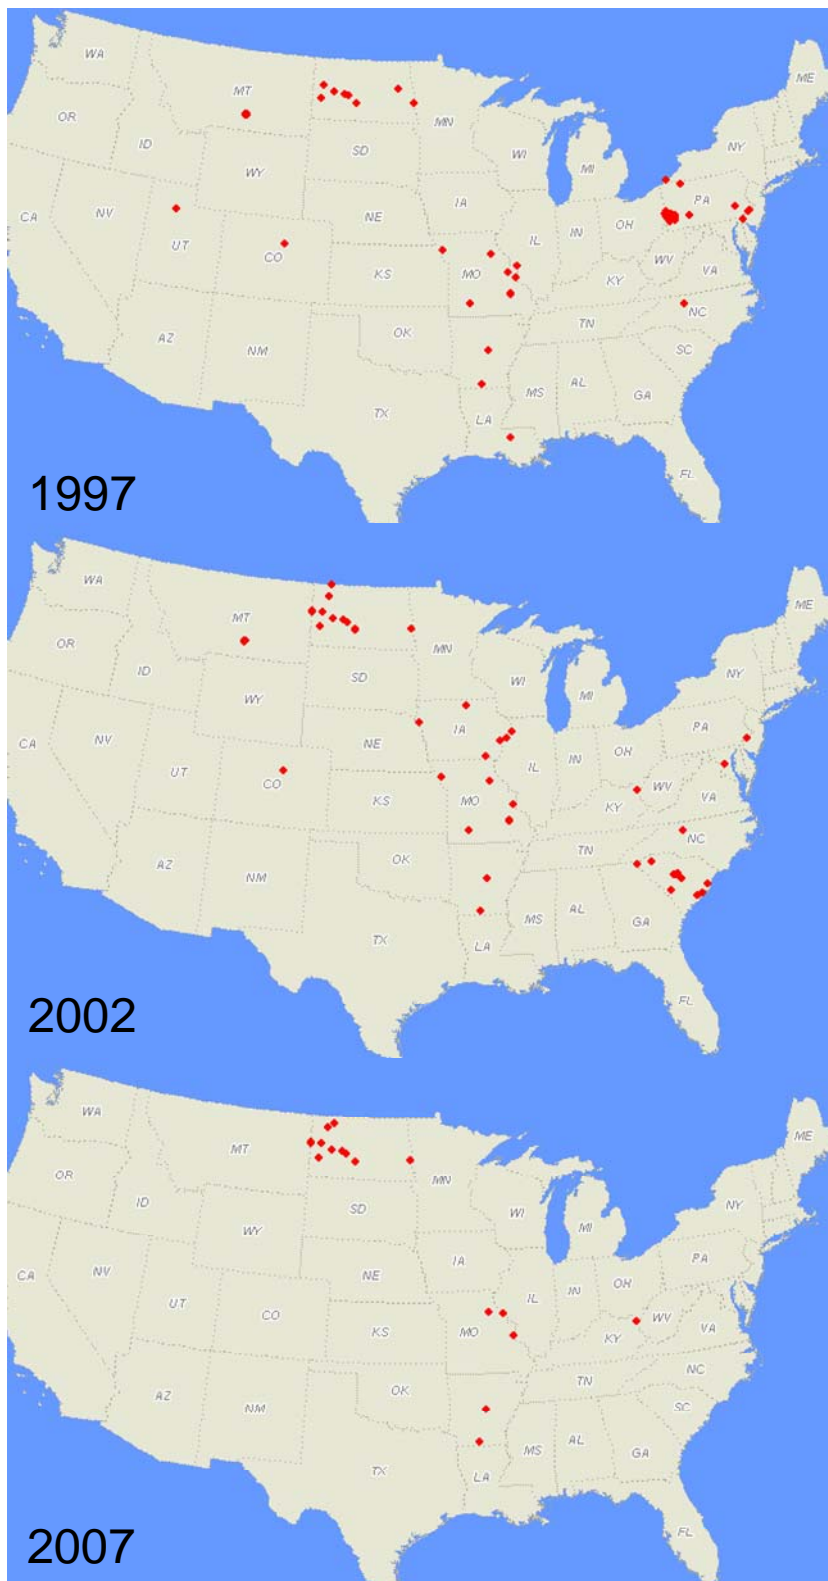 WA
MT
ME
OR
MN
ID
SD
WI
NY
MI
WY
IA
PA
NE
NV
CA
UT
CO
IL
IN
OH
KS
MO
WV
VA
KY
NC
TN
OK
AZ
NM
SC
MS
AL
GA
TX
LA
FL
1997
WA
ME
MT
OR
MN
ID
SD
WI
NY
MI
WY
IA
PA
NE
NV
CA
UT
CO
IL
IN
OH
KS
MO
WV
VA
KY
NC
TN
OK
AZ
NM
MS
AL
GA
TX
LA
FL
2002
WA
ME
MT
OR
MN
ID
SD
WI
NY
MI
WY
IA
PA
NE
NV
CA
UT
CO
IL
IN
OH
KS
MO
WV
VA
KY
NC
TN
OK
AZ
NM
SC
MS
AL
GA
TX
LA
FL
2007